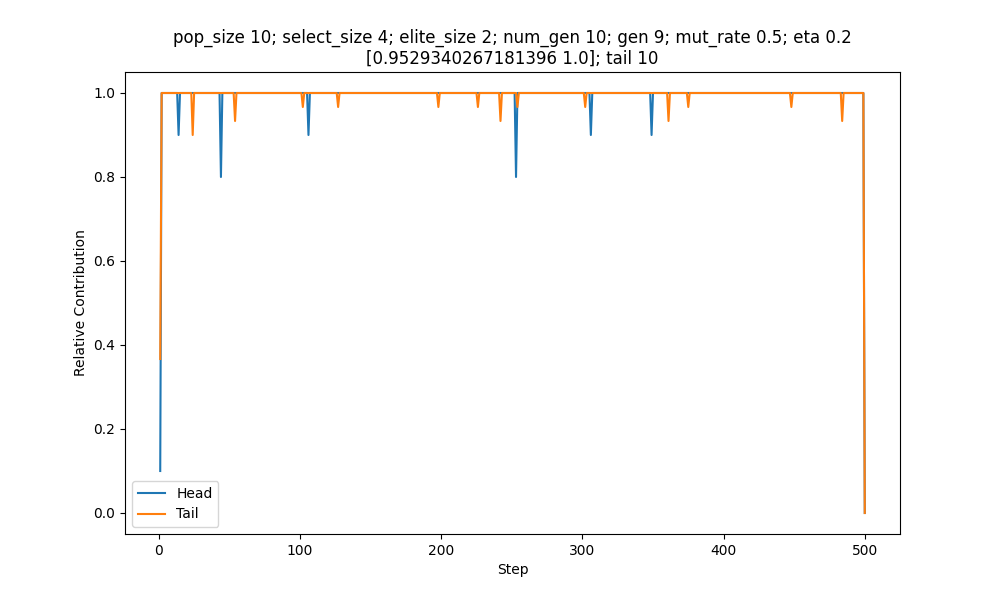 pop_size 10; select_size 4; elite_size 2; num_gen 10; gen 9; mut_rate 0.5; eta 0.2
[0.9529340267181396 1.0]; tail 10
1.0
0.8
0.6
0.4
0.2
0.0
Relative Contribution
Head
Tail
0
100
200
300
400
500
Step